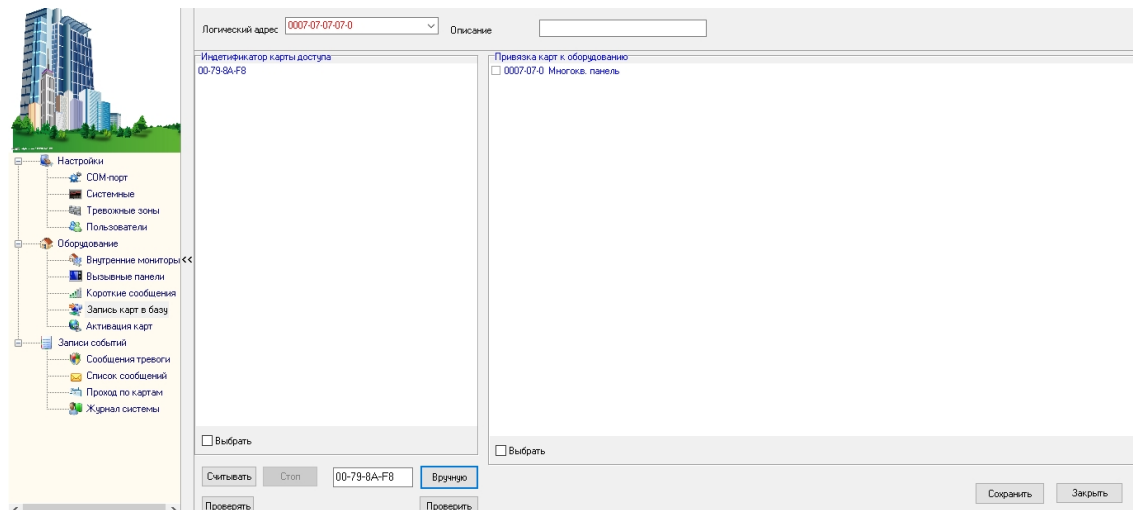 Логический адрес 0007-07-07-07-0 Описание
Индетификатор карты доступа
Привязка карт к оборудованию
00-79-8A-F8
0007-07-0 Многокв. панель
Настройки
COM-порт
Системные
Тревожные зоны
Пользователи
Оборудование
Внутренние мониторы <<
Вызывные панели
Короткие сообщения
Запись карт в базу
Активация карт
Записи событий
Сообщения тревоги
Список сообщений
Проход по картам
Журнал системы
Выбрать
Выбрать
Считывать Стоп 00-79-8A-F8 Вручную
Проверять Проверить
Сохранить Закрыть